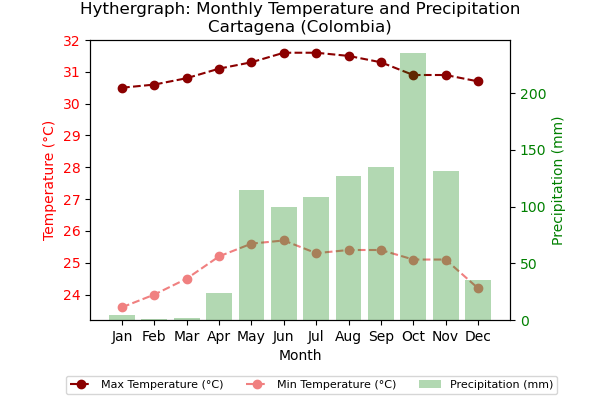 Hythergraph: Monthly Temperature and Precipitation
Cartagena (Colombia)
Temperature (°C)
32
31
30
29
28
27
26
25
24
Precipitation (mm)
200
150
100
50
0
Jan Feb Mar Apr May Jun Jul Aug Sep Oct Nov Dec
Month
Max Temperature (°C) Min Temperature (°C) Precipitation (mm)